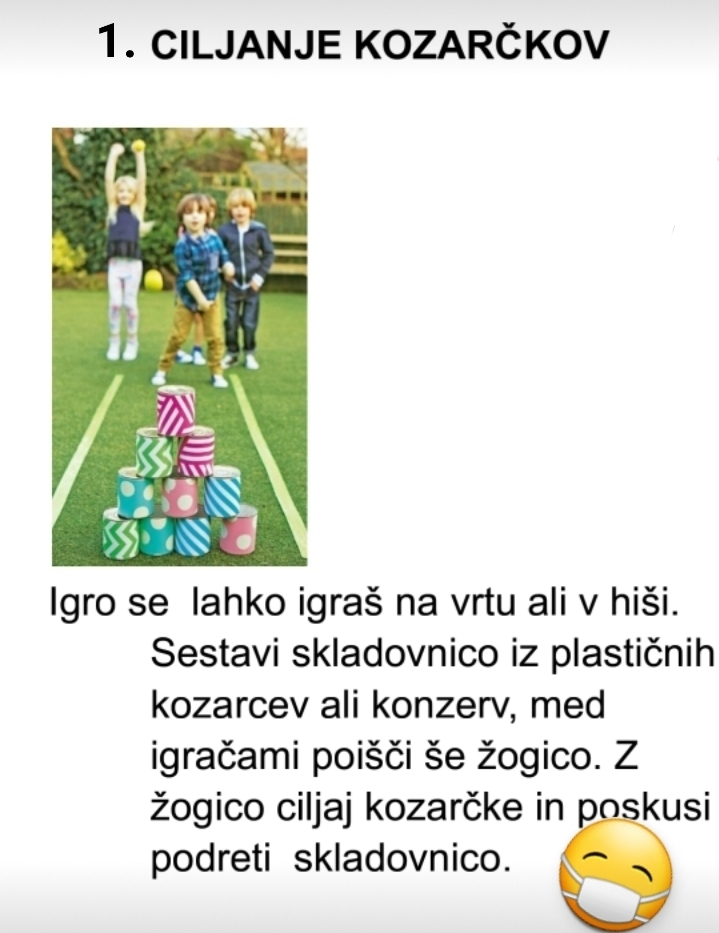 1. CILJANJE KOZARČKOV
Igro se lahko igraš na vrtu ali v hiši.
Sestavi skladovnico iz plastičnih
kozarcev ali konzerv, med
igračami poišči še žogico. Z
žogico ciljaj kozarčke in poskusi
podreti skladovnico.